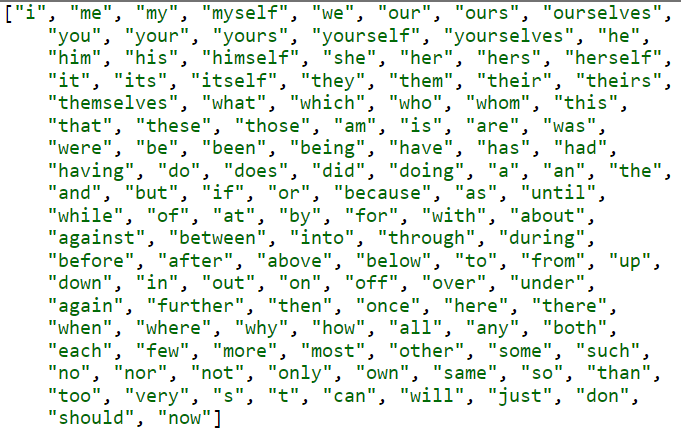 ["i", "me", "my", "myself", "we", "our", "ours", "ourselves",
"you", "your", "yours", "yourself", "yourselves", "he",
"him", "his", "himself", "she", "her", "hers", "herself",
"it", "its", "itself", "they", "them", "their", "theirs",
"themselves", "what", "which", "who", "whom", "this",
"that", "these", "those", "am", "is", "are", "was",
"were", "be", "been", "being", "have", "has", "had",
"having", "do", "does", "did", "doing", "a", "an", "the",
"and", "but", "if", "or", "because", "as", "until",
"while", "of", "at", "by", "for", "with", "about",
"against", "between", "into", "through", "during",
"before", "after", "above", "below", "to", "from", "up",
"down", "in", "out", "on", "off", "over", "under",
"again", "further", "then", "once", "here", "there",
"when", "where", "why", "how", "all", "any", "both",
"each", "few", "more", "most", "other", "some", "such",
"no", "nor", "not", "only", "own", "same", "so", "than",
"too", "very", "s", "t", "can", "will", "just", "don",
"should", "now"]